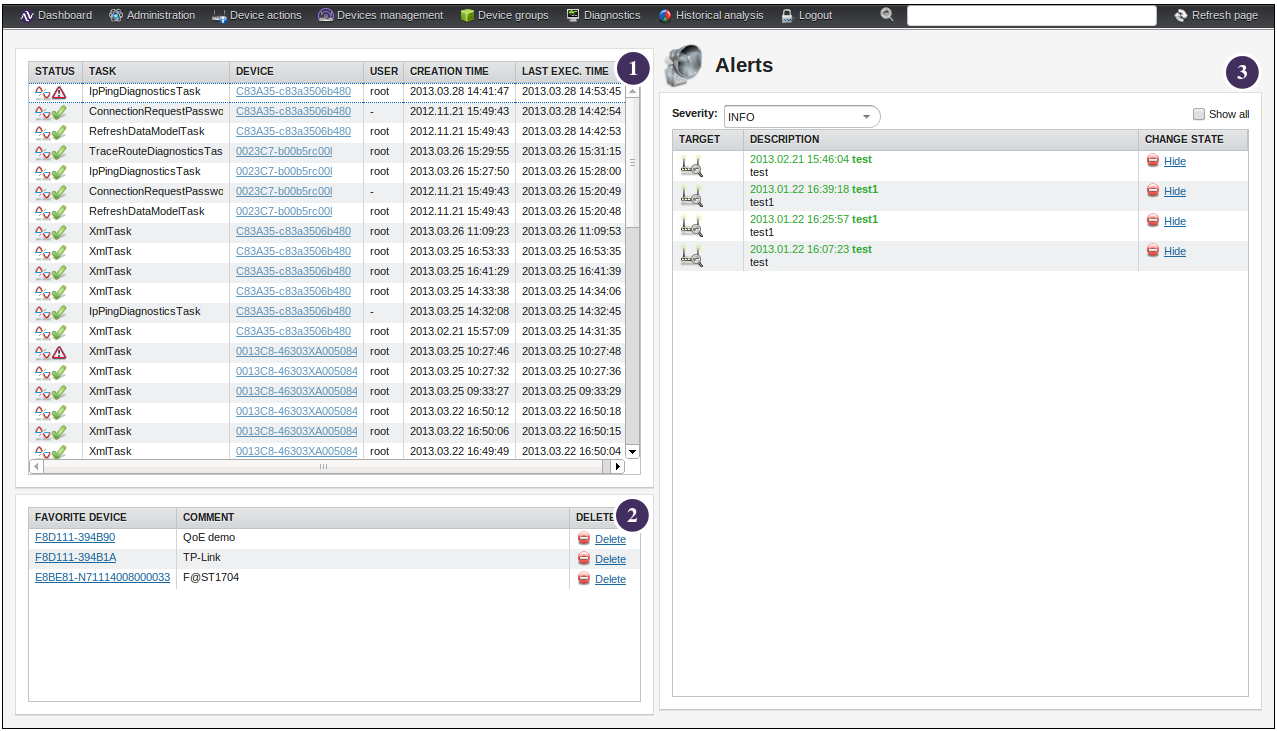 Dashboard Administration Device actions Devices management Device groups Diagnostics Historical analysis Logout Refresh page
1
STATUS TASK DEVICE USER CREATION TIME LAST EXEC. TIME
IpPingDiagnosticsTask C83A35-c83a3506b480 root 2013.03.28 14:41:47 2013.03.28 14:53:45
ConnectionRequestPasswo C83A35-c83a3506b480 - 2012.11.21 15:49:43 2013.03.28 14:42:54
RefreshDataModelTask C83A35-c83a3506b480 root 2012.11.21 15:49:43 2013.03.28 14:42:53
TraceRouteDiagnosticsTas 0023C7-b00b5rc00l root 2013.03.26 15:29:55 2013.03.26 15:31:15
IpPingDiagnosticsTask 0023C7-b00b5rc00l root 2013.03.26 15:27:50 2013.03.26 15:28:00
ConnectionRequestPasswo 0023C7-b00b5rc00l - 2012.11.21 15:49:43 2013.03.26 15:20:49
RefreshDataModelTask 0023C7-b00b5rc00l root 2012.11.21 15:49:43 2013.03.26 15:20:48
XmlTask C83A35-c83a3506b480 root 2013.03.26 11:09:23 2013.03.26 11:09:53
XmlTask C83A35-c83a3506b480 root 2013.03.25 16:53:33 2013.03.25 16:53:35
XmlTask C83A35-c83a3506b480 root 2013.03.25 16:41:29 2013.03.25 16:41:39
XmlTask C83A35-c83a3506b480 root 2013.03.25 14:33:38 2013.03.25 14:34:06
IpPingDiagnosticsTask C83A35-c83a3506b480 - 2013.03.25 14:32:08 2013.03.25 14:32:45
XmlTask C83A35-c83a3506b480 root 2013.02.21 15:57:09 2013.03.25 14:31:35
XmlTask 0013C8-46303XA005084 root 2013.03.25 10:27:46 2013.03.25 10:27:48
XmlTask 0013C8-46303XA005084 root 2013.03.25 10:27:32 2013.03.25 10:27:36
XmlTask 0013C8-46303XA005084 root 2013.03.25 09:33:27 2013.03.25 09:33:29
XmlTask 0013C8-46303XA005084 root 2013.03.22 16:50:12 2013.03.22 16:50:18
XmlTask 0013C8-46303XA005084 root 2013.03.22 16:50:06 2013.03.22 16:50:15
XmlTask 0013C8-46303XA005084 root 2013.03.22 16:49:49 2013.03.22 16:50:04
2
FAVORITE DEVICE COMMENT DELETE
F8D111-394B90 QoE demo Delete
F8D111-394B1A TP-Link Delete
E8BE81-N71114008000033 F@ST1704 Delete
Alerts
3
Severity: INFO Show all
TARGET DESCRIPTION CHANGE STATE
2013.02.21 15:46:04 test Hide
test
2013.01.22 16:39:18 test1 Hide
test1
2013.01.22 16:25:57 test1 Hide
test1
2013.01.22 16:07:23 test Hide
test